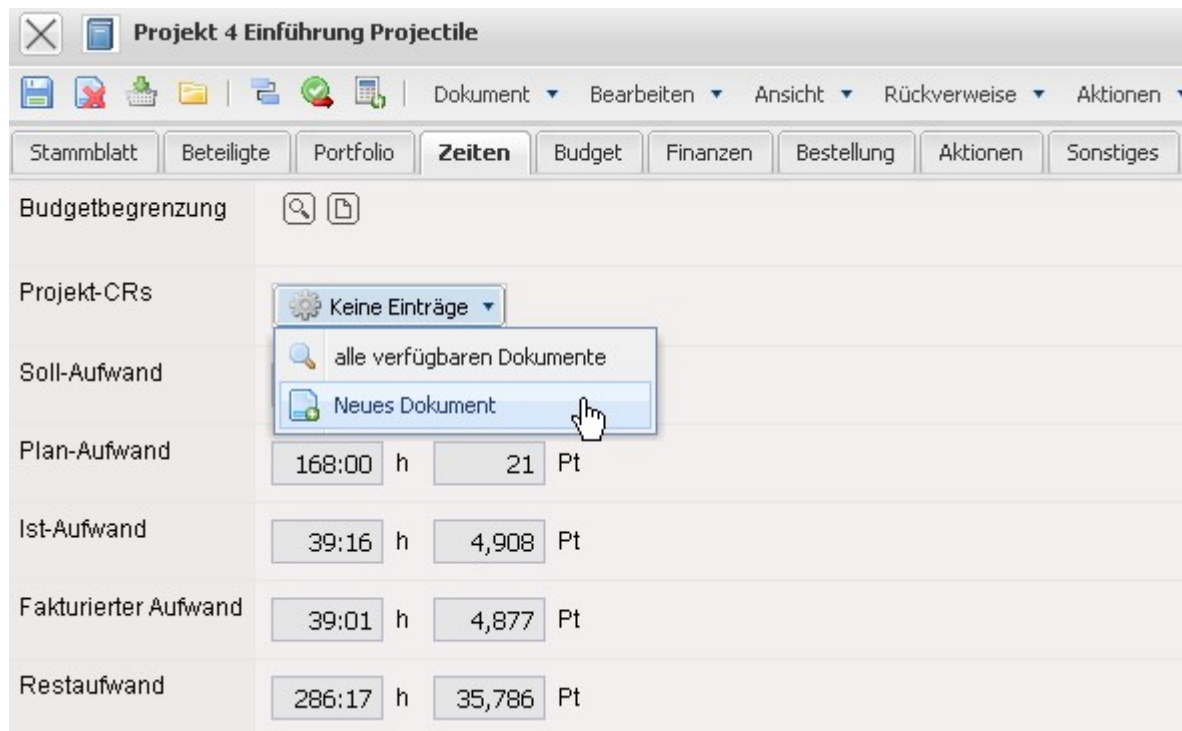 Projekt 4 Einführung Projectile
Dokument Bearbeiten Ansicht Rückverweise Aktionen
Stammblatt Beteiligte Portfolio Zeiten Budget Finanzen Bestellung Aktionen Sonstiges
Budgetbegrenzung
Projekt-CRs
Keine Einträge
alle verfügbaren Dokumente
Soll-Aufwand
Neues Dokument
Plan-Aufwand 168:00 h 21 Pt
Ist-Aufwand 39:16 h 4,908 Pt
Fakturierter Aufwand 39:01 h 4,877 Pt
Restaufwand 286:17 h 35,786 Pt